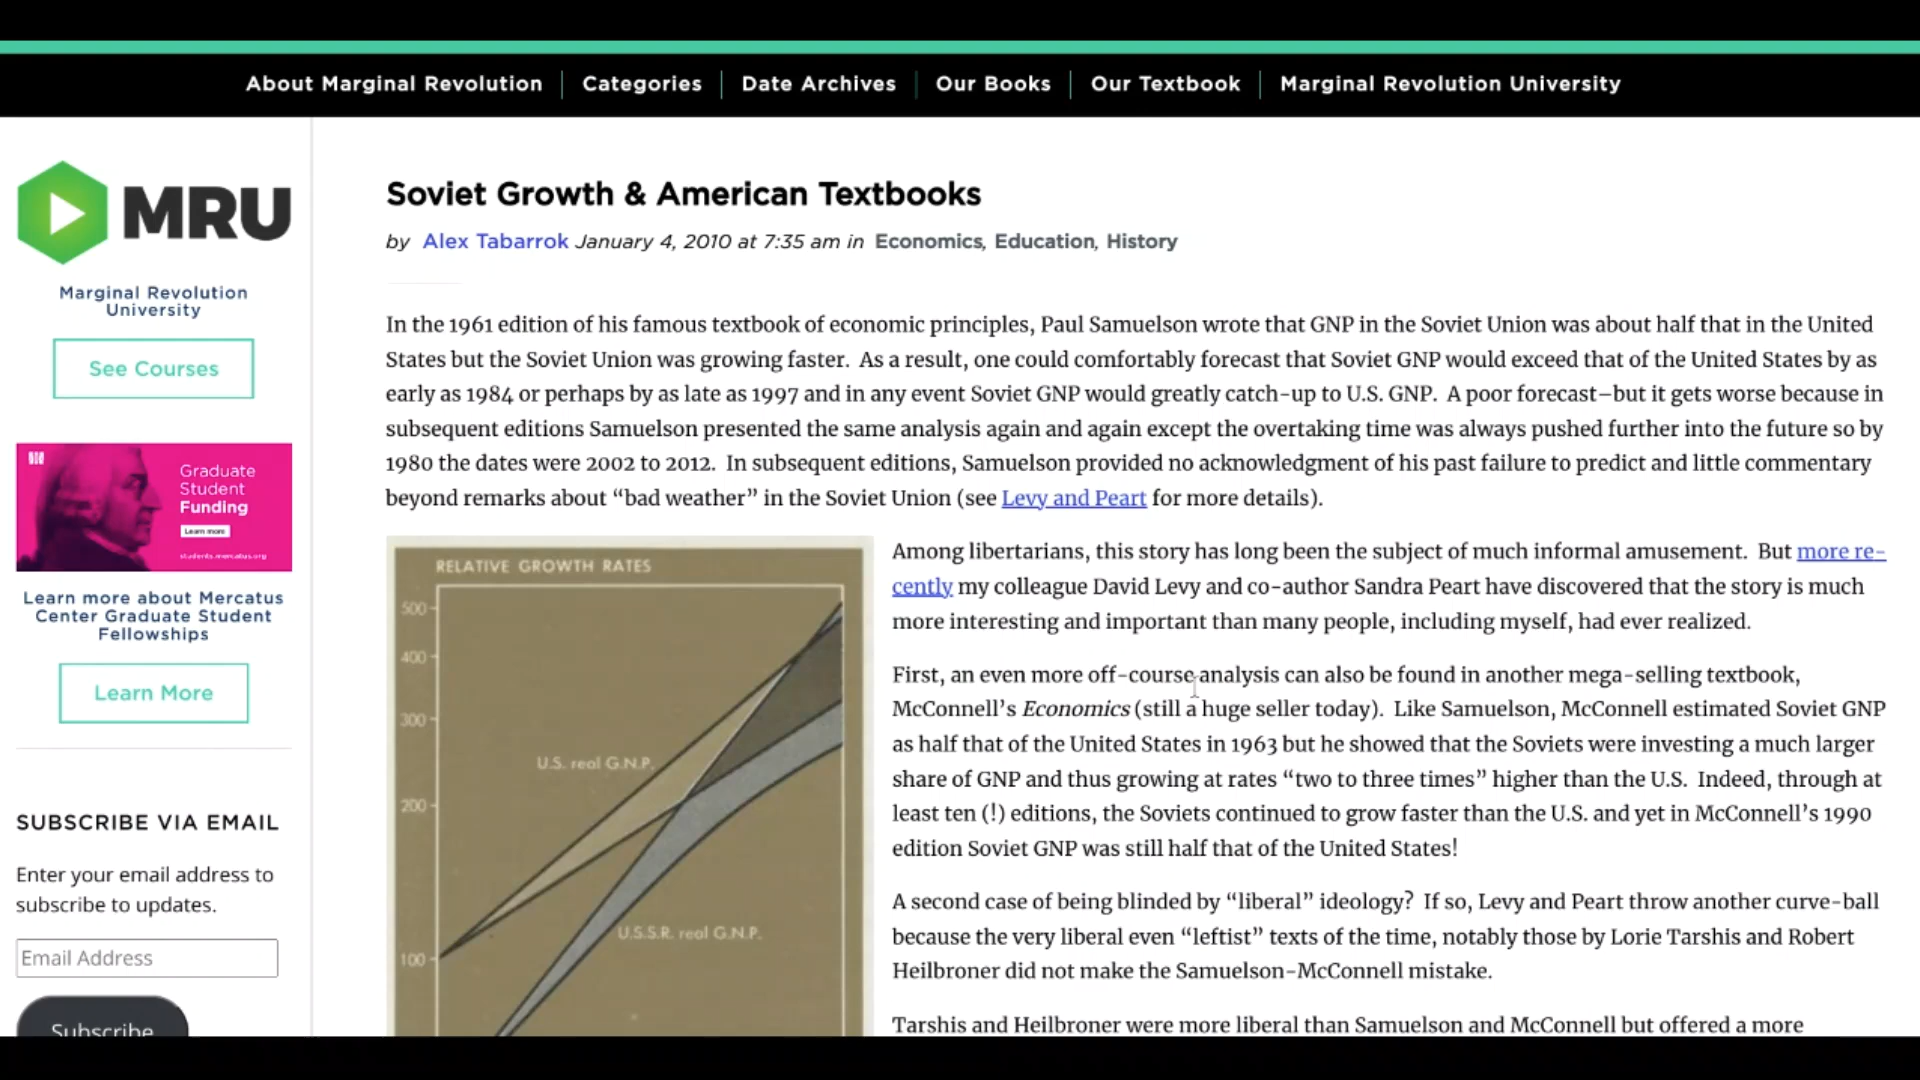 About Marginal Revolution
Categories
Date Archives
Our Books
Our Textbook
Marginal Revolution University
MRU
Marginal Revolution
University
See Courses
Graduate
Student
Funding
Learn more
students.mercatus.org
Learn more about Mercatus
Center Graduate Student
Fellowships
Learn More
SUBSCRIBE VIA EMAIL
Enter your email address to
subscribe to updates.
Email Address
Subscribe
Soviet Growth & American Textbooks
by Alex Tabarrok January 4, 2010 at 7:35 am in Economics, Education, History
In the 1961 edition of his famous textbook of economic principles, Paul Samuelson wrote that GNP in the Soviet Union was about half that in the United
States but the Soviet Union was growing faster. As a result, one could comfortably forecast that Soviet GNP would exceed that of the United States by as
early as 1984 or perhaps by as late as 1997 and in any event Soviet GNP would greatly catch-up to U.S. GNP. A poor forecast–but it gets worse because in
subsequent editions Samuelson presented the same analysis again and again except the overtaking time was always pushed further into the future so by
1980 the dates were 2002 to 2012. In subsequent editions, Samuelson provided no acknowledgment of his past failure to predict and little commentary
beyond remarks about “bad weather” in the Soviet Union (see Levy and Peart for more details).
RELATIVE GROWTH RATES
500
400
300
U.S. real G.N.P.
200
U.S.S.R. real G.N.P.
100
Among libertarians, this story has long been the subject of much informal amusement. But more re-
cently my colleague David Levy and co-author Sandra Peart have discovered that the story is much
more interesting and important than many people, including myself, had ever realized.
First, an even more off-course analysis can also be found in another mega-selling textbook,
McConnell’s Economics (still a huge seller today). Like Samuelson, McConnell estimated Soviet GNP
as half that of the United States in 1963 but he showed that the Soviets were investing a much larger
share of GNP and thus growing at rates “two to three times” higher than the U.S. Indeed, through at
least ten (!) editions, the Soviets continued to grow faster than the U.S. and yet in McConnell’s 1990
edition Soviet GNP was still half that of the United States!
A second case of being blinded by “liberal” ideology? If so, Levy and Peart throw another curve-ball
because the very liberal even “leftist” texts of the time, notably those by Lorie Tarshis and Robert
Heilbroner did not make the Samuelson-McConnell mistake.
Tarshis and Heilbroner were more liberal than Samuelson and McConnell but offered a more